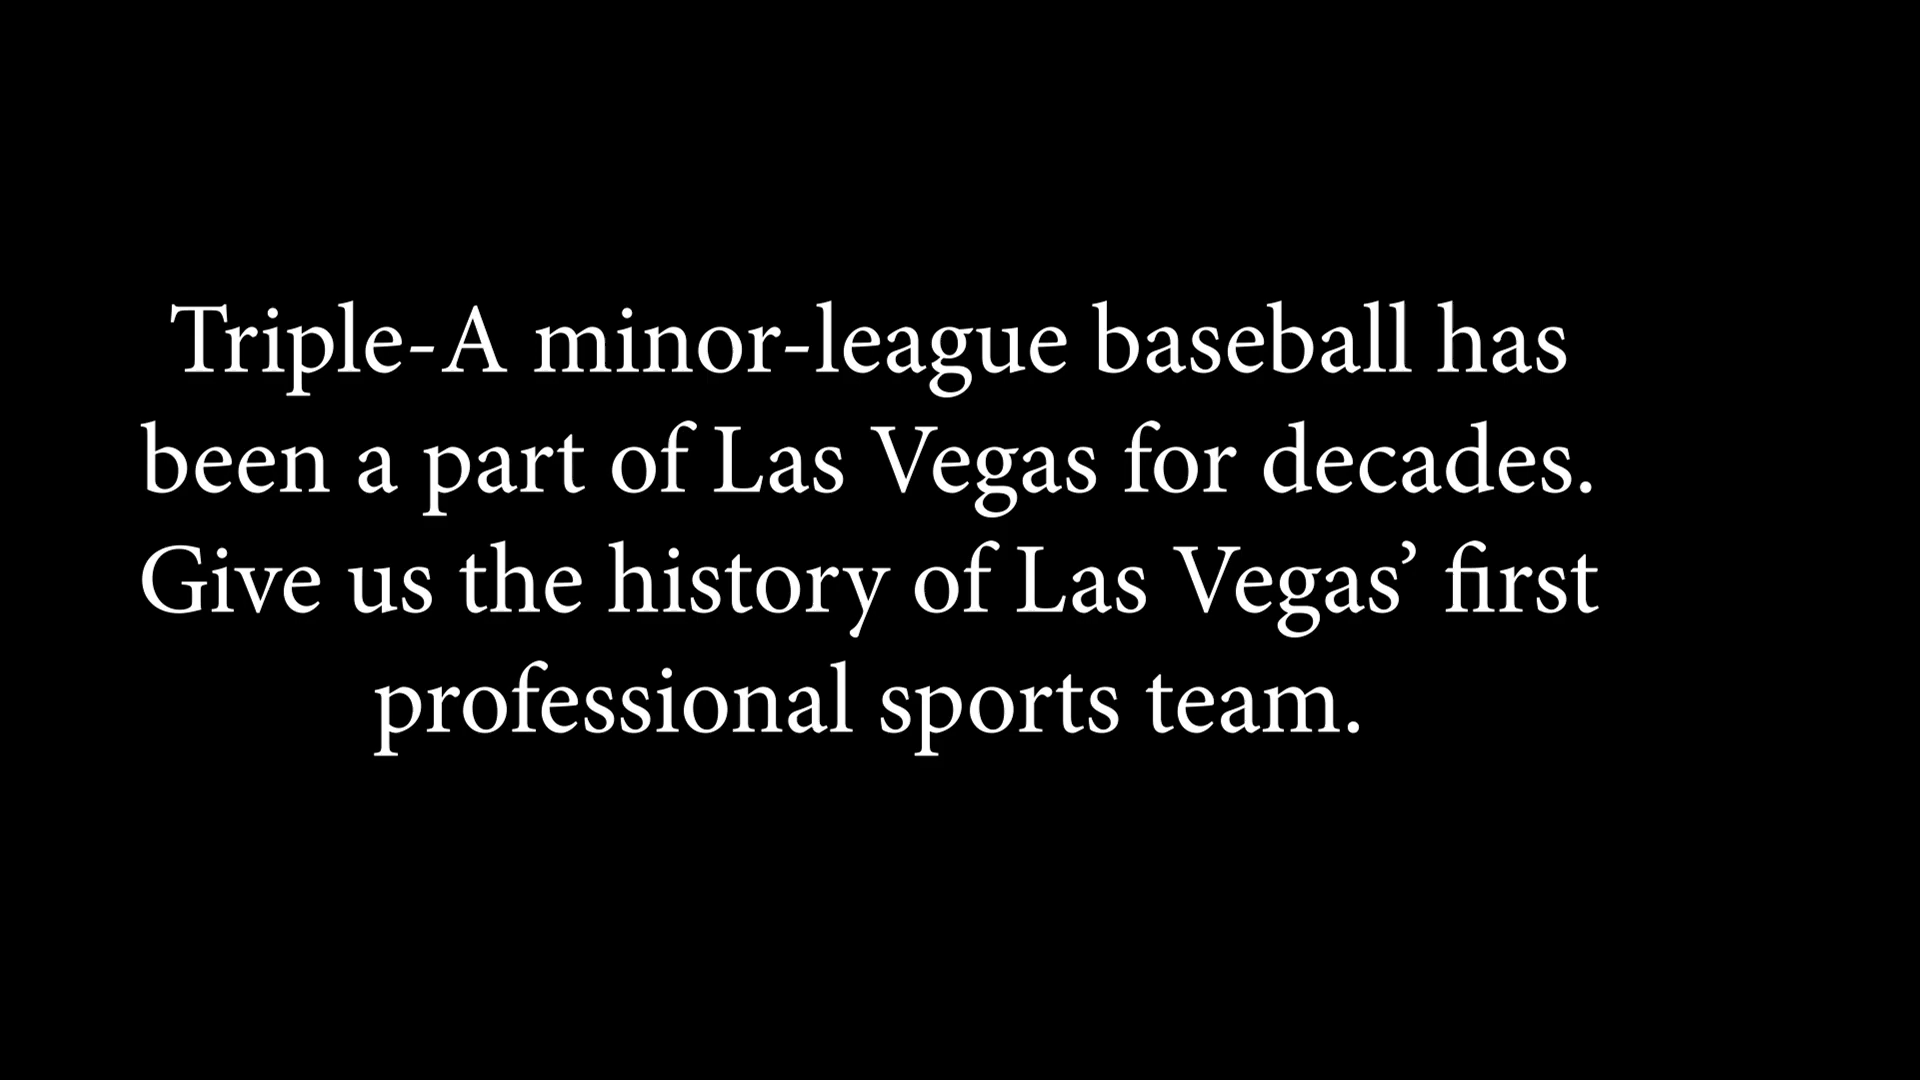 Triple-A minor-league baseball has
been a part of Las Vegas for decades.
Give us the history of Las Vegas’ first
professional sports team.